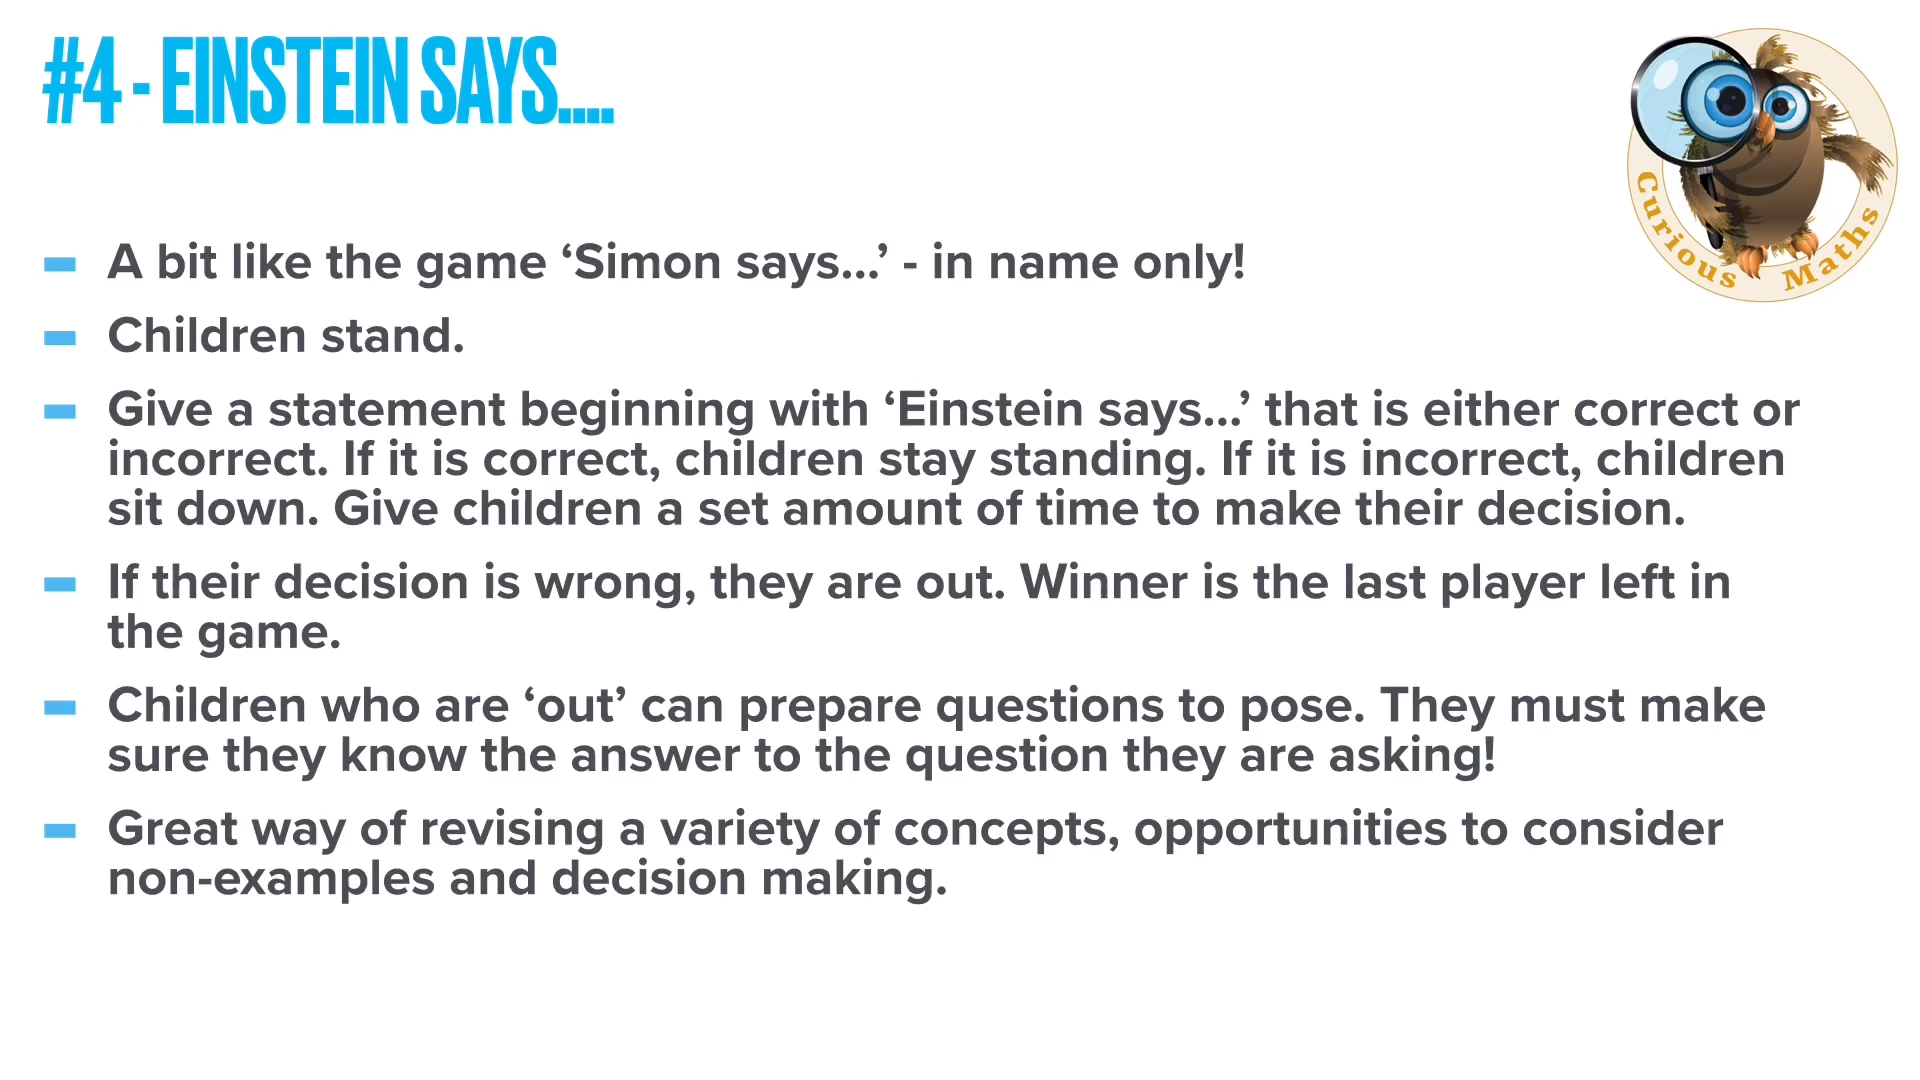 #4 - EINSTEIN SAYS....
Curious Maths
- A bit like the game ‘Simon says...’ - in name only!
- Children stand.
- Give a statement beginning with ‘Einstein says...’ that is either correct or
incorrect. If it is correct, children stay standing. If it is incorrect, children
sit down. Give children a set amount of time to make their decision.
- If their decision is wrong, they are out. Winner is the last player left in
the game.
- Children who are ‘out’ can prepare questions to pose. They must make
sure they know the answer to the question they are asking!
- Great way of revising a variety of concepts, opportunities to consider
non-examples and decision making.